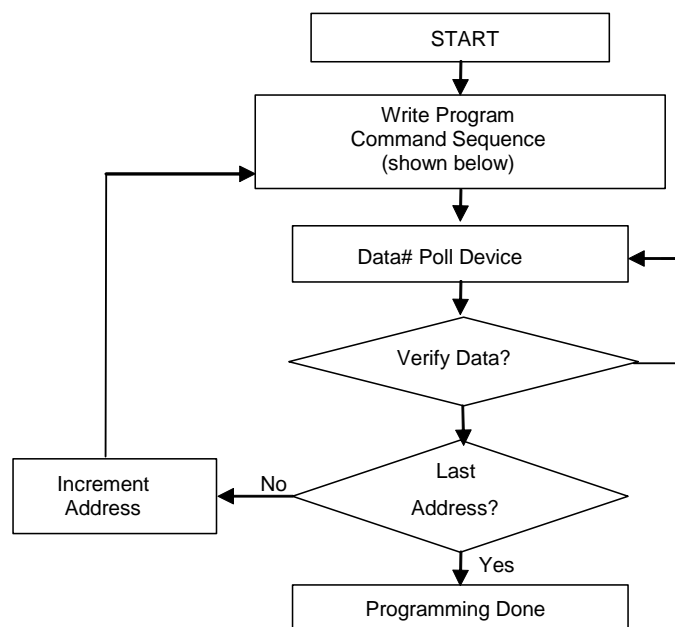 START
Write Program
Command Sequence
(shown below)
Data# Poll Device
Verify Data?
Last
Address?
No
Increment
Address
Yes
Programming Done